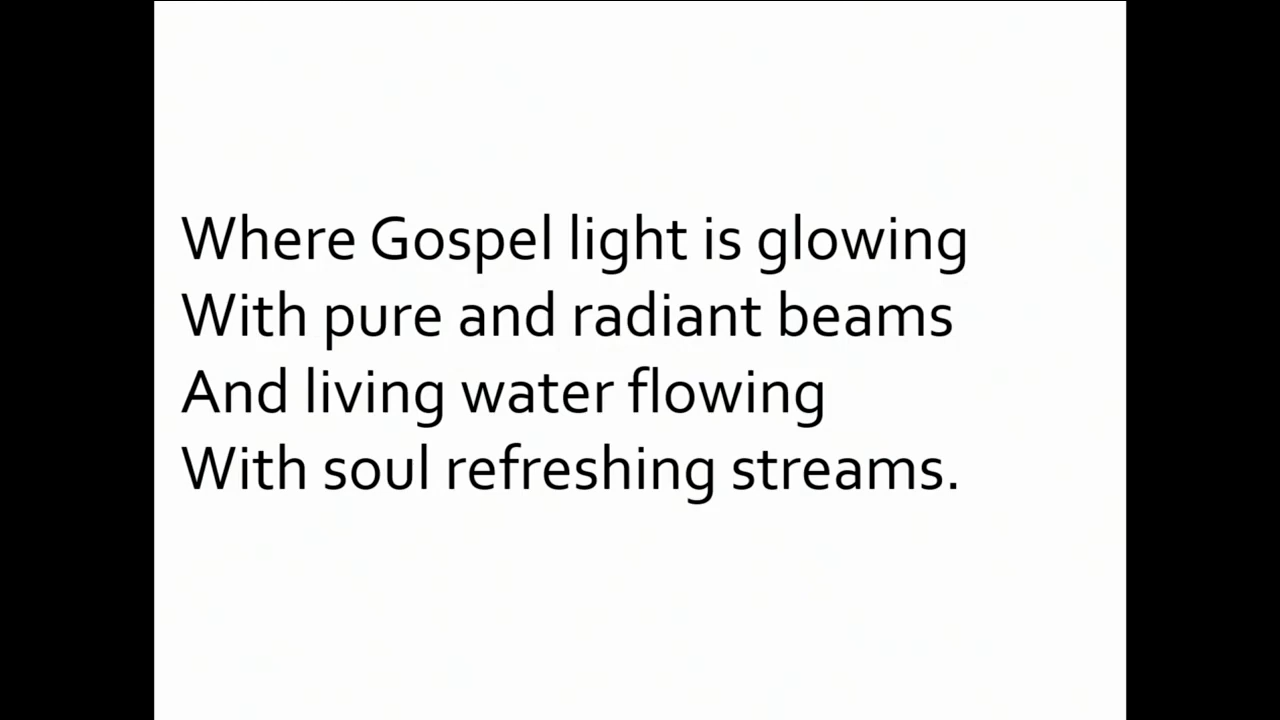 Where Gospel light is glowing
With pure and radiant beams
And living water flowing
With soul refreshing streams.